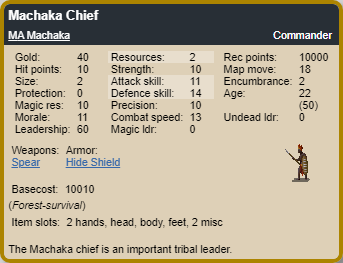 Machaka Chief
MA Machaka Commander
Gold: 40 Resources: 2 Rec points: 10000
Hit points: 10 Strength: 10 Map move: 18
Size: 2 Attack skill: 11 Encumbrance: 2
Protection: 0 Defence skill: 14 Age: 22
Magic res: 10 Precision: 10 (50)
Morale: 11 Combat speed: 13 Undead ldr: 0
Leadership: 60 Magic ldr: 0
Weapons: Armor:
Spear Hide Shield
Basecost: 10010
(Forest-survival)
Item slots: 2 hands, head, body, feet, 2 misc
The Machaka chief is an important tribal leader.